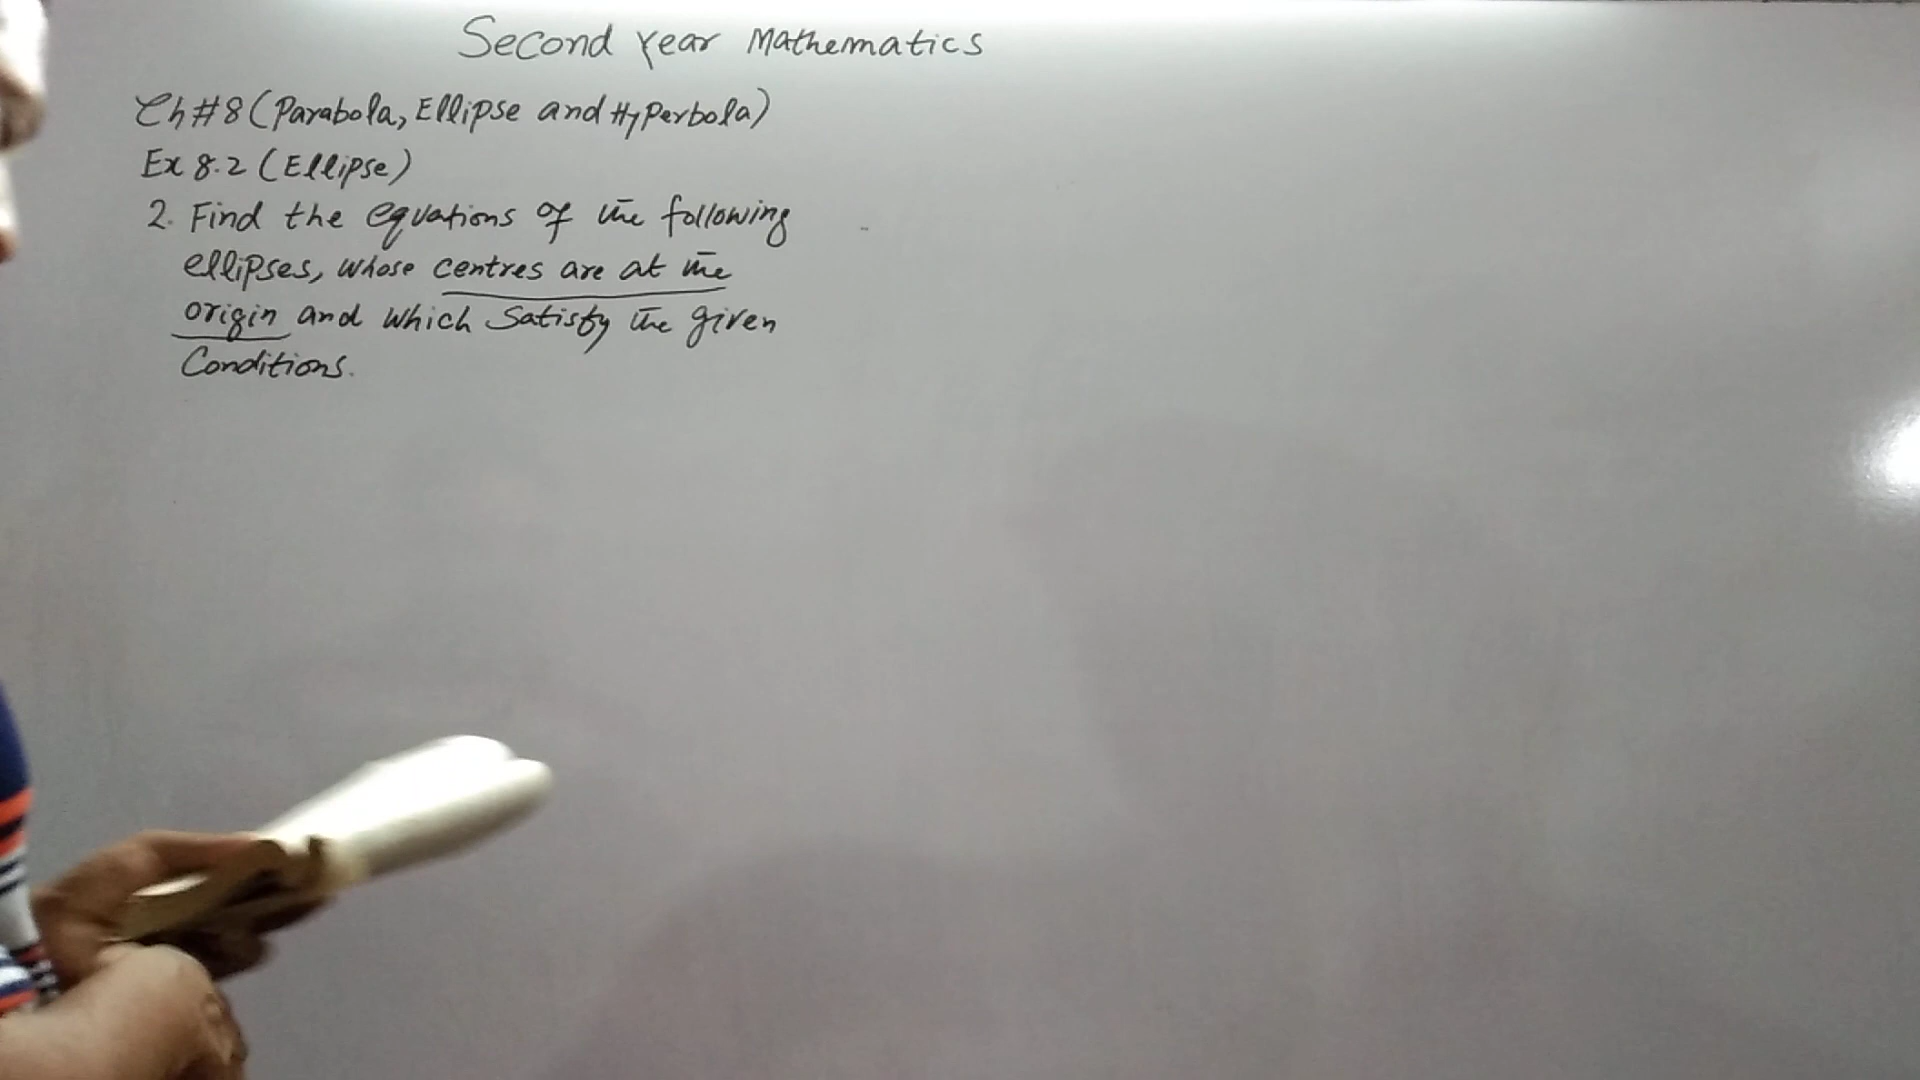 Second Year Mathematics
Ch#8 (Parabola, Ellipse and Hyperbola)
Ex 8.2 (Ellipse)
2. Find the equations of the following
ellipses, whose centres are at the
origin and which satisfy the given
Conditions.